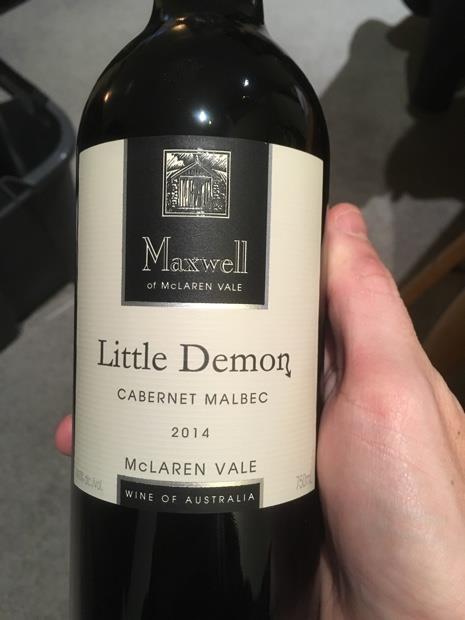 Maxwell
OF McLAREN VALE
Little Demon
CABERNET MALBEC
2014
McLAREN VALE
750mL
WINE OF AUSTRALIA